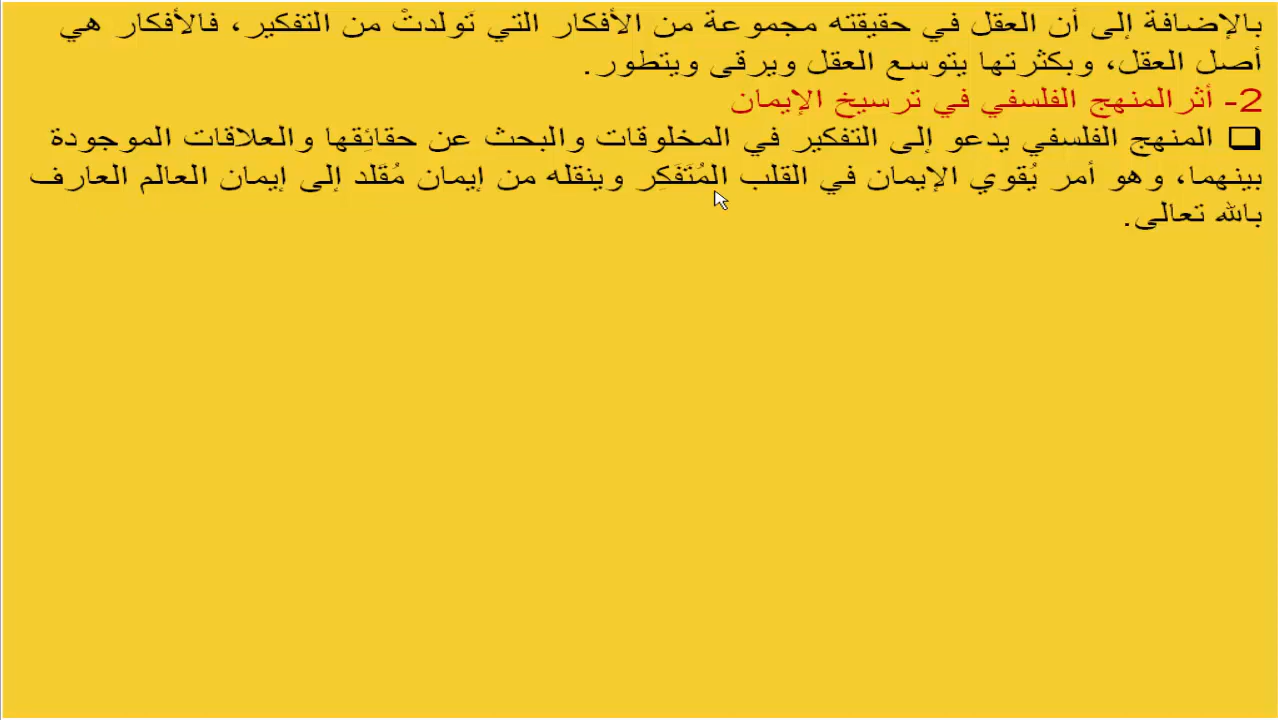 بالإضافة إلى أن العقل في حقيقته مجموعة من الأفكار التي تَولدتْ من التفكير، فالأفكار هي
أصل العقل، وبكثرتها يتوسع العقل ويرقى ويتطور.
2- أثرالمنهج الفلسفي في ترسيخ الإيمان
❑ المنهج الفلسفي يدعو إلى التفكير في المخلوقات والبحث عن حقائِقها والعلاقات الموجودة
بينهما، وهو أمر يُقوي الإيمان في القلب المُتَفَكِر وينقله من إيمان مُقَلد إلى إيمان العالم العارف
بالله تعالى.